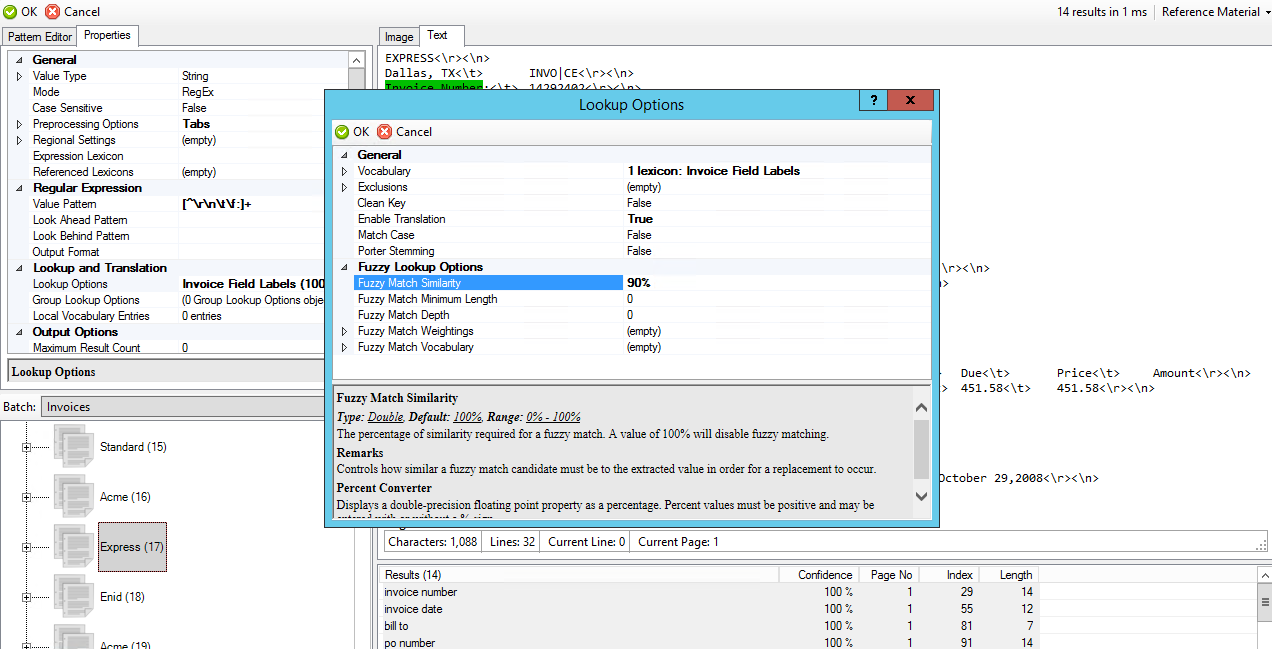 OK Cancel 14 results in 1 ms Reference Material
Pattern Editor Properties
General
Value Type String
Mode RegEx
Case Sensitive False
Preprocessing Options Tabs
Regional Settings (empty)
Expression Lexicon
Referenced Lexicons (empty)
Regular Expression
Value Pattern [^\r\n\t\f:]+
Look Ahead Pattern
Look Behind Pattern
Output Format
Lookup and Translation
Lookup Options Invoice Field Labels (100
Group Lookup Options (0 Group Lookup Options obje
Local Vocabulary Entries 0 entries
Output Options
Maximum Result Count 0
Lookup Options
Batch: Invoices
Standard (15)
Acme (16)
Express (17)
Enid (18)
Acme (19)
Image Text
EXPRESS<\r><\n>
Dallas, TX<\t> INVO|CE<\r><\n>
Invoice Number:<\t> 14292402<\r><\n>
Lookup Options
? X
OK Cancel
General
Vocabulary 1 lexicon: Invoice Field Labels
Exclusions (empty)
Clean Key False
Enable Translation True
Match Case False
Porter Stemming False
Fuzzy Lookup Options
Fuzzy Match Similarity 90%
Fuzzy Match Minimum Length 0
Fuzzy Match Depth 0
Fuzzy Match Weightings (empty)
Fuzzy Match Vocabulary (empty)
Fuzzy Match Similarity
Type: Double, Default: 100%, Range: 0% - 100%
The percentage of similarity required for a fuzzy match. A value of 100% will disable fuzzy matching.
Remarks
Controls how similar a fuzzy match candidate must be to the extracted value in order for a replacement to occur.
Percent Converter
Displays a double-precision floating point property as a percentage. Percent values must be positive and may be
\r><\n>
>
> Due<\t> Price<\t> Amount<\r><\n>
> 451.58<\t> 451.58<\r><\n>
October 29,2008<\r><\n>
Characters: 1,088 Lines: 32 Current Line: 0 Current Page: 1
Results (14) Confidence Page No Index Length
invoice number 100 % 1 29 14
invoice date 100 % 1 55 12
bill to 100 % 1 81 7
po number 100 % 1 91 14